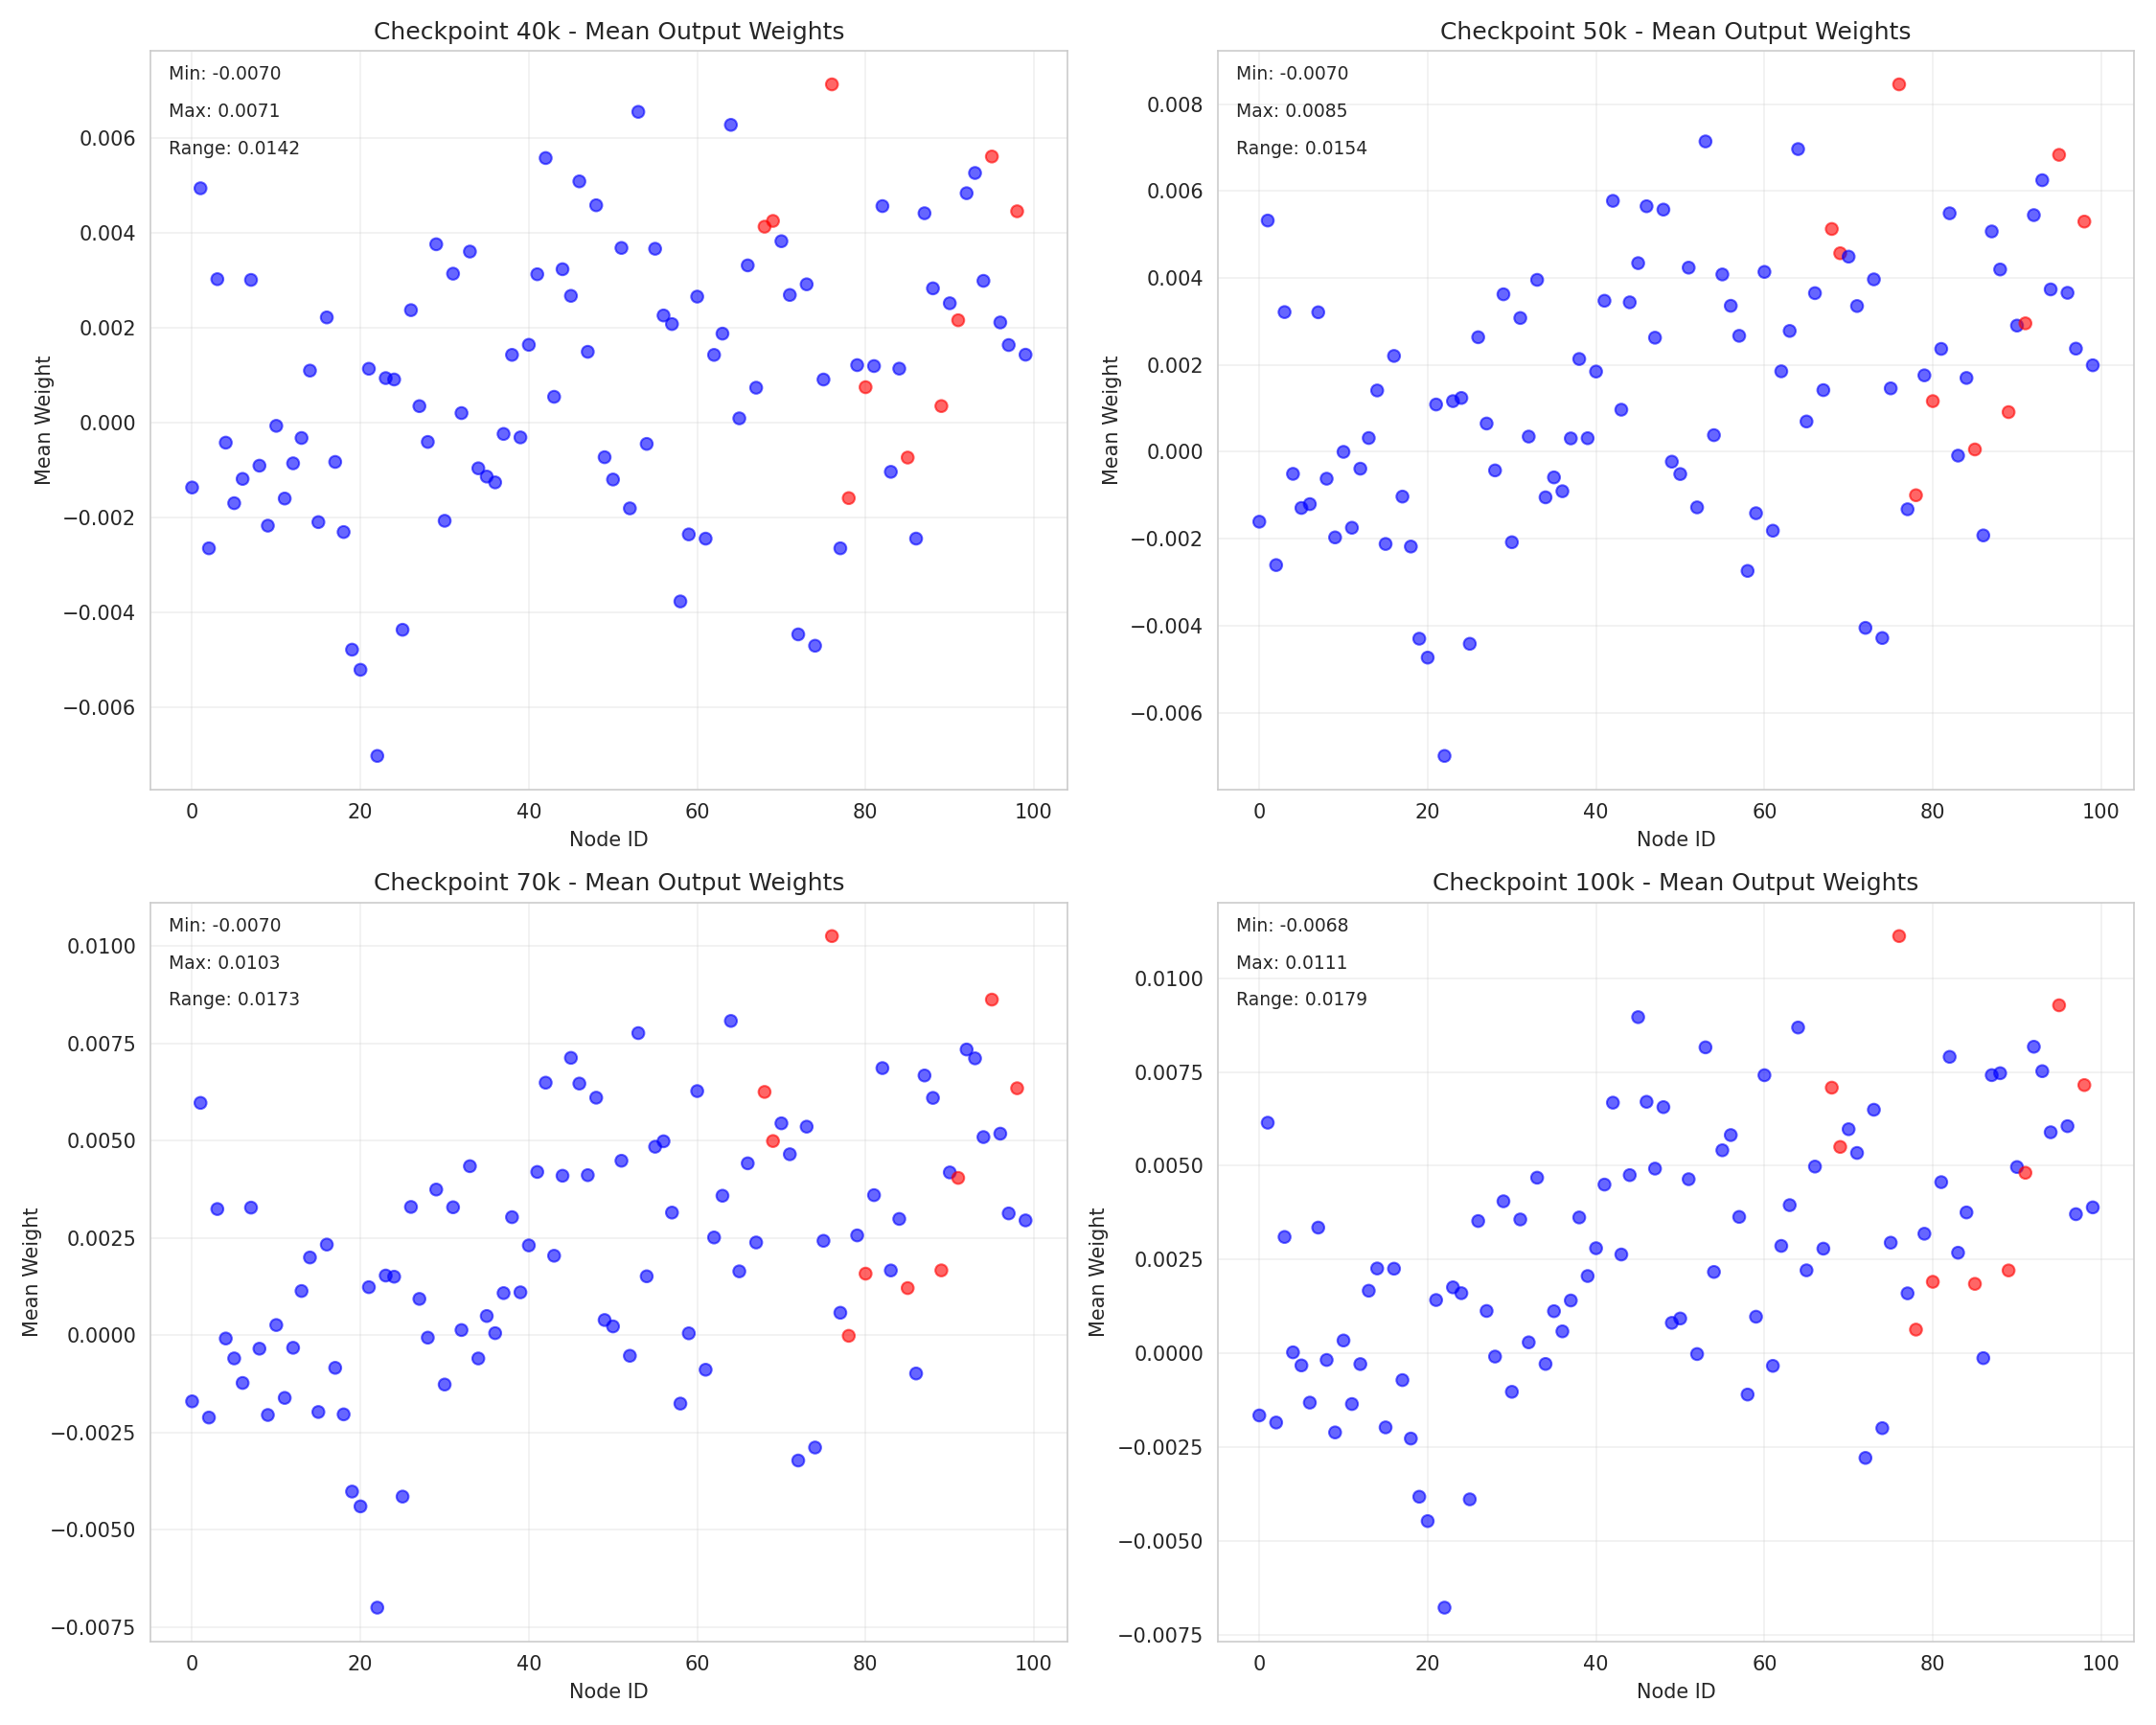 Checkpoint 40k - Mean Output Weights
Min: -0.0070
Max: 0.0071
Range: 0.0142
0.006
0.004
0.002
0.000
−0.002
−0.004
−0.006
Mean Weight
0 20 40 60 80 100
Node ID
Checkpoint 50k - Mean Output Weights
Min: -0.0070
Max: 0.0085
Range: 0.0154
0.008
0.006
0.004
0.002
0.000
−0.002
−0.004
−0.006
Mean Weight
0 20 40 60 80 100
Node ID
Checkpoint 70k - Mean Output Weights
Min: -0.0070
Max: 0.0103
Range: 0.0173
0.0100
0.0075
0.0050
0.0025
0.0000
−0.0025
−0.0050
−0.0075
Mean Weight
0 20 40 60 80 100
Node ID
Checkpoint 100k - Mean Output Weights
Min: -0.0068
Max: 0.0111
Range: 0.0179
0.0100
0.0075
0.0050
0.0025
0.0000
−0.0025
−0.0050
−0.0075
Mean Weight
0 20 40 60 80 100
Node ID